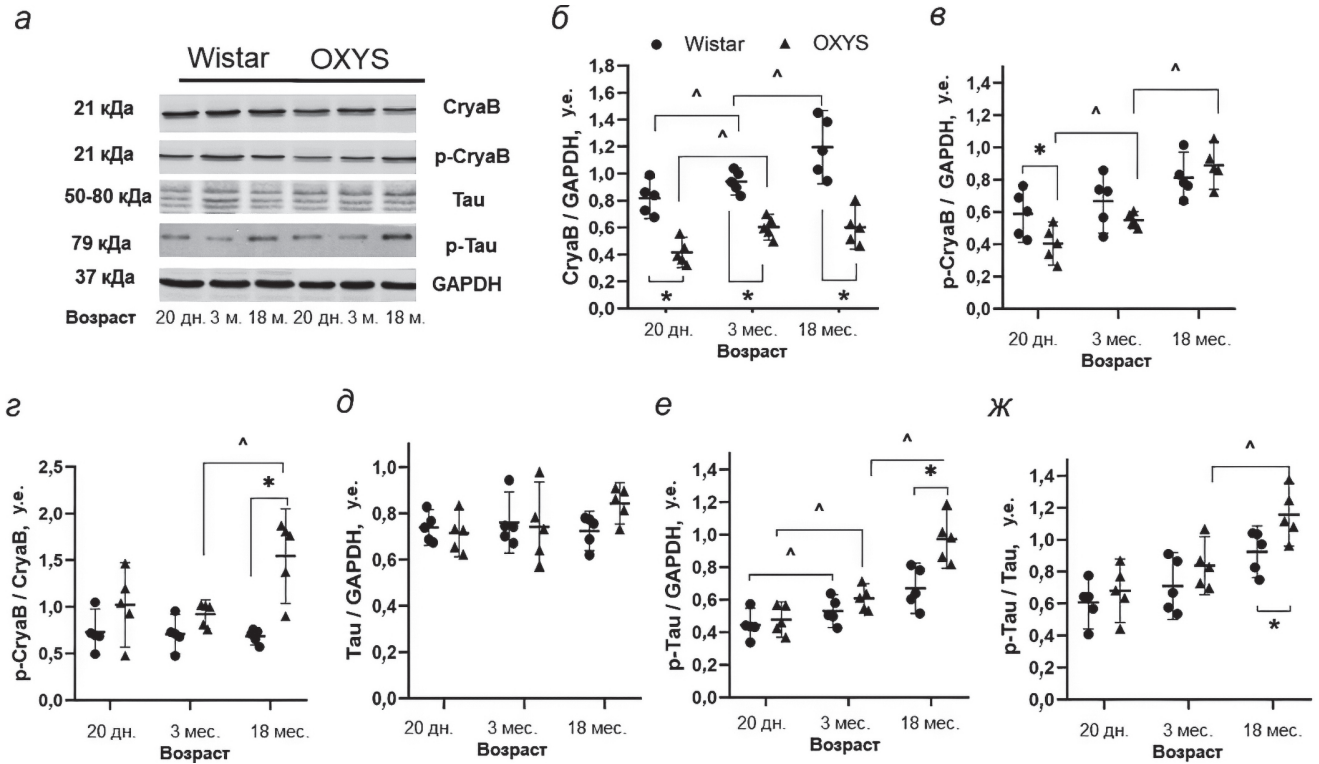 а
Wistar OXYS
21 кДа CryaB
21 кДа p-CryaB
50-80 кДа Tau
79 кДа p-Tau
37 кДа GAPDH
Возраст 20 дн. 3 м. 18 м. 20 дн. 3 м. 18 м.
б
● Wistar ▲ OXYS
CryaB / GAPDH, у.е.
1,8
1,6
1,4
1,2
1,0
0,8
0,6
0,4
0,2
0,0
^
^
^
* * *
20 дн. 3 мес. 18 мес.
Возраст
в
p-CryaB / GAPDH, у.е.
1,4
1,2
1,0
0,8
0,6
0,4
0,2
0,0
^
^
*
20 дн. 3 мес. 18 мес.
Возраст
г
p-CryaB / CryaB, у.е.
2,5
2,0
1,5
1,0
0,5
0,0
^
*
20 дн. 3 мес. 18 мес.
Возраст
д
Tau / GAPDH, у.е.
1,0
0,8
0,6
0,4
0,2
0,0
20 дн. 3 мес. 18 мес.
Возраст
е
p-Tau / GAPDH, у.е.
1,4
1,2
1,0
0,8
0,6
0,4
0,2
0,0
^
*
^
^
20 дн. 3 мес. 18 мес.
Возраст
ж
p-Tau / Tau, у.е.
1,4
1,2
1,0
0,8
0,6
0,4
0,2
0,0
^
*
20 дн. 3 мес. 18 мес.
Возраст